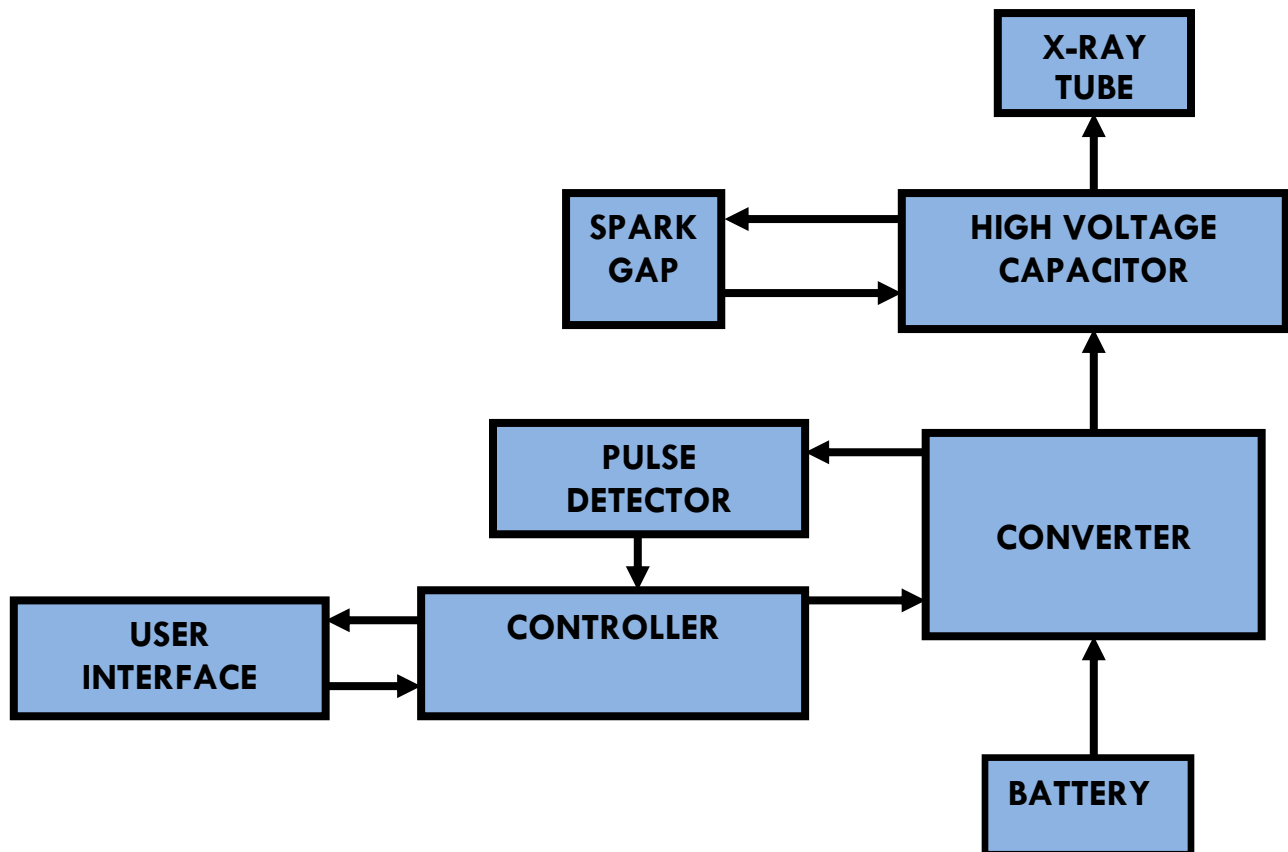 X-RAY
TUBE
SPARK
GAP
HIGH VOLTAGE
CAPACITOR
PULSE
DETECTOR
CONVERTER
USER
INTERFACE
CONTROLLER
BATTERY